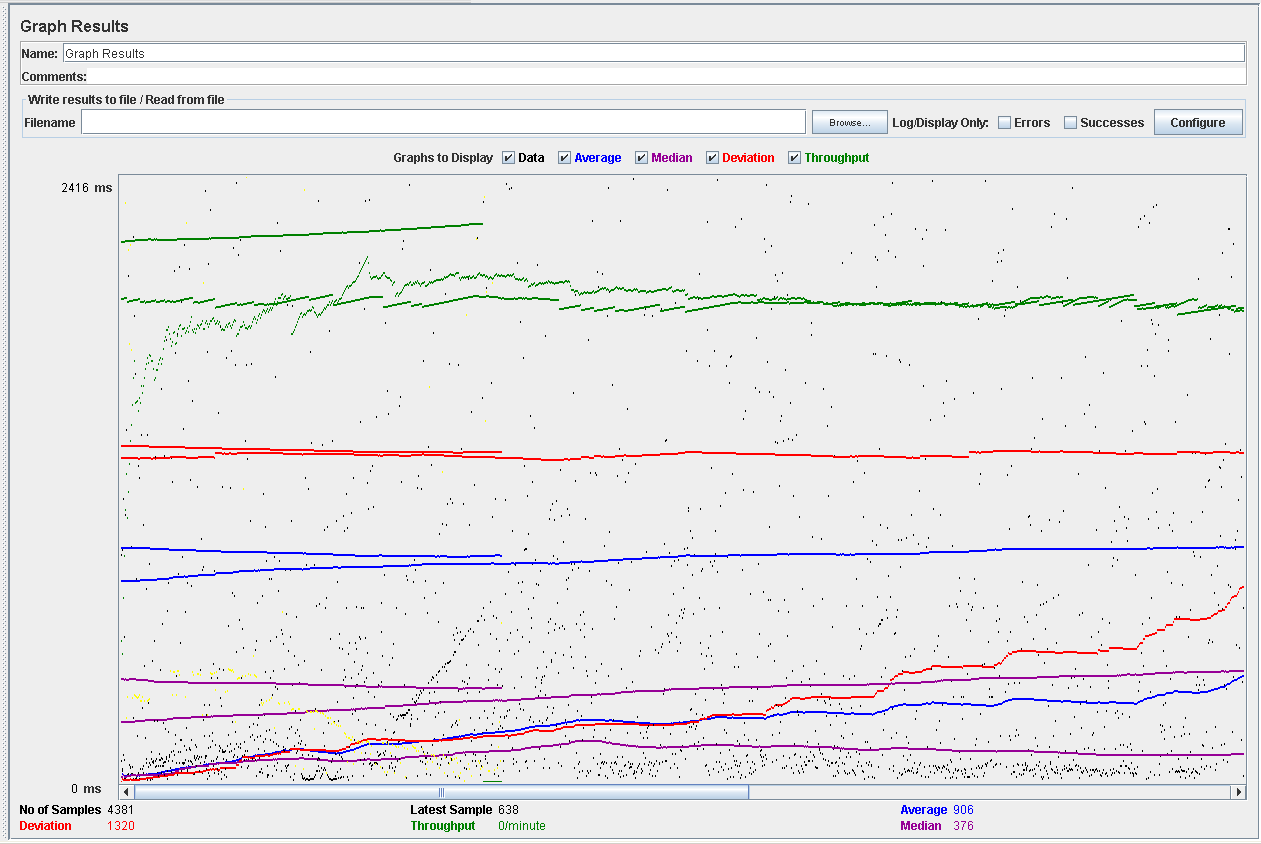 Graph Results
Name: Graph Results
Comments:
Write results to file / Read from file
Filename Browse... Log/Display Only: Errors Successes Configure
Graphs to Display Data Average Median Deviation Throughput
2416 ms
0 ms
No of Samples 4381 Latest Sample 638 Average 906
Deviation 1320 Throughput 0/minute Median 376